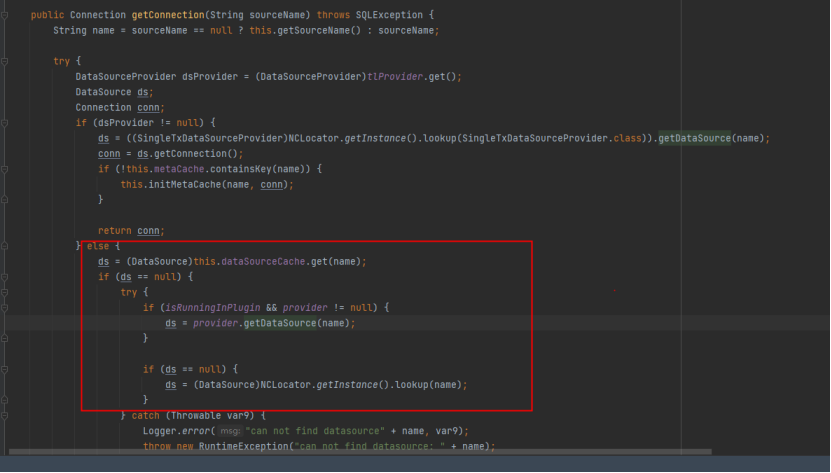 public Connection getConnection(String sourceName) throws SQLException {
String name = sourceName == null ? this.getSourceName() : sourceName;
try {
DataSourceProvider dsProvider = (DataSourceProvider)tlProvider.get();
DataSource ds;
Connection conn;
if (dsProvider != null) {
ds = ((SingleTxDataSourceProvider)NCLocator.getInstance().lookup(SingleTxDataSourceProvider.class)).getDataSource(name);
conn = ds.getConnection();
if (!this.metaCache.containsKey(name)) {
this.initMetaCache(name, conn);
}
return conn;
} else {
ds = (DataSource)this.dataSourceCache.get(name);
if (ds == null) {
try {
if (isRunningInPlugin && provider != null) {
ds = provider.getDataSource(name);
}
if (ds == null) {
ds = (DataSource)NCLocator.getInstance().lookup(name);
}
} catch (Throwable var9) {
Logger.error( msg: "can not find datasource" + name, var9);
throw new RuntimeException("can not find datasource: " + name);